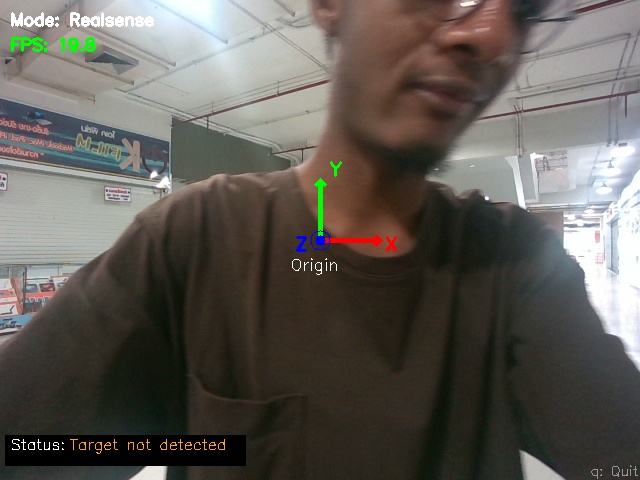 Mode: Realsense
FPS: 19.8
Y
Z
X
Origin
Status: Target not detected
q: Quit